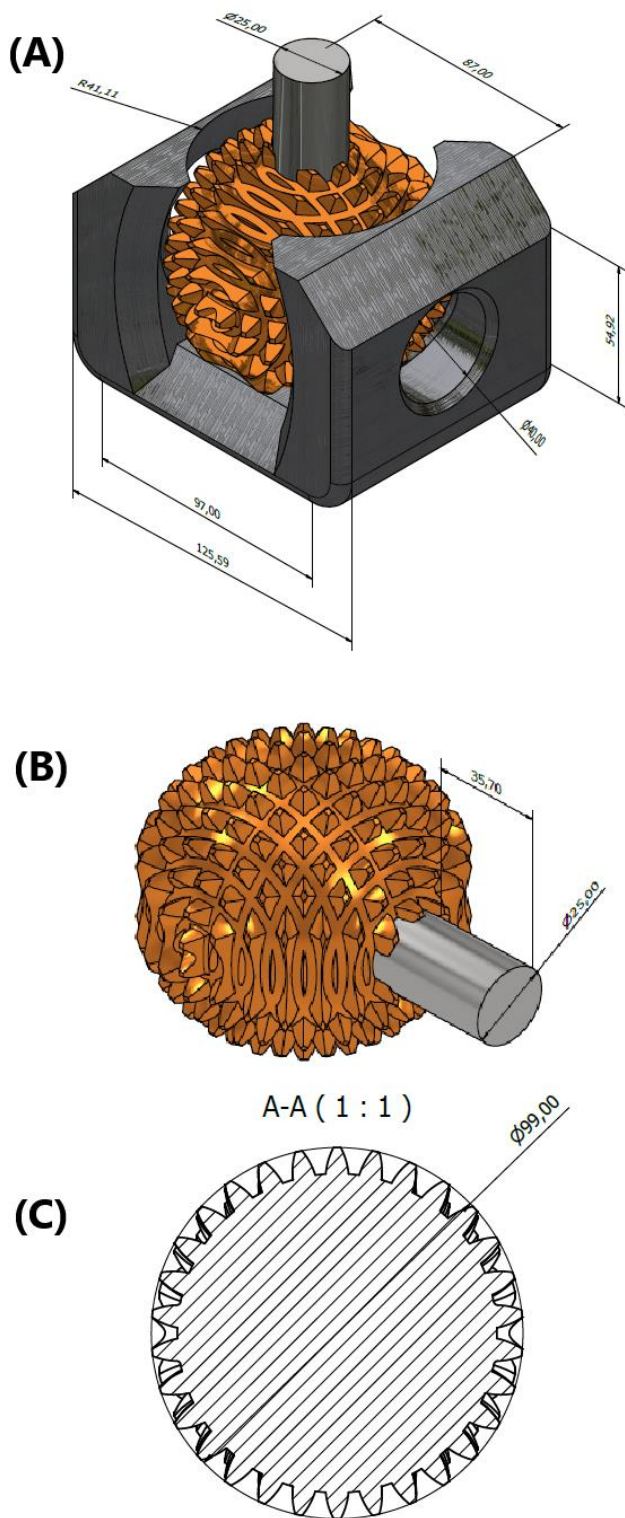 (A)
Ø25,00
87,00
R41,11
54,92
Ø40,00
97,00
125,59
(B)
35,70
Ø25,00
A-A ( 1 : 1 )
Ø99,00
(C)